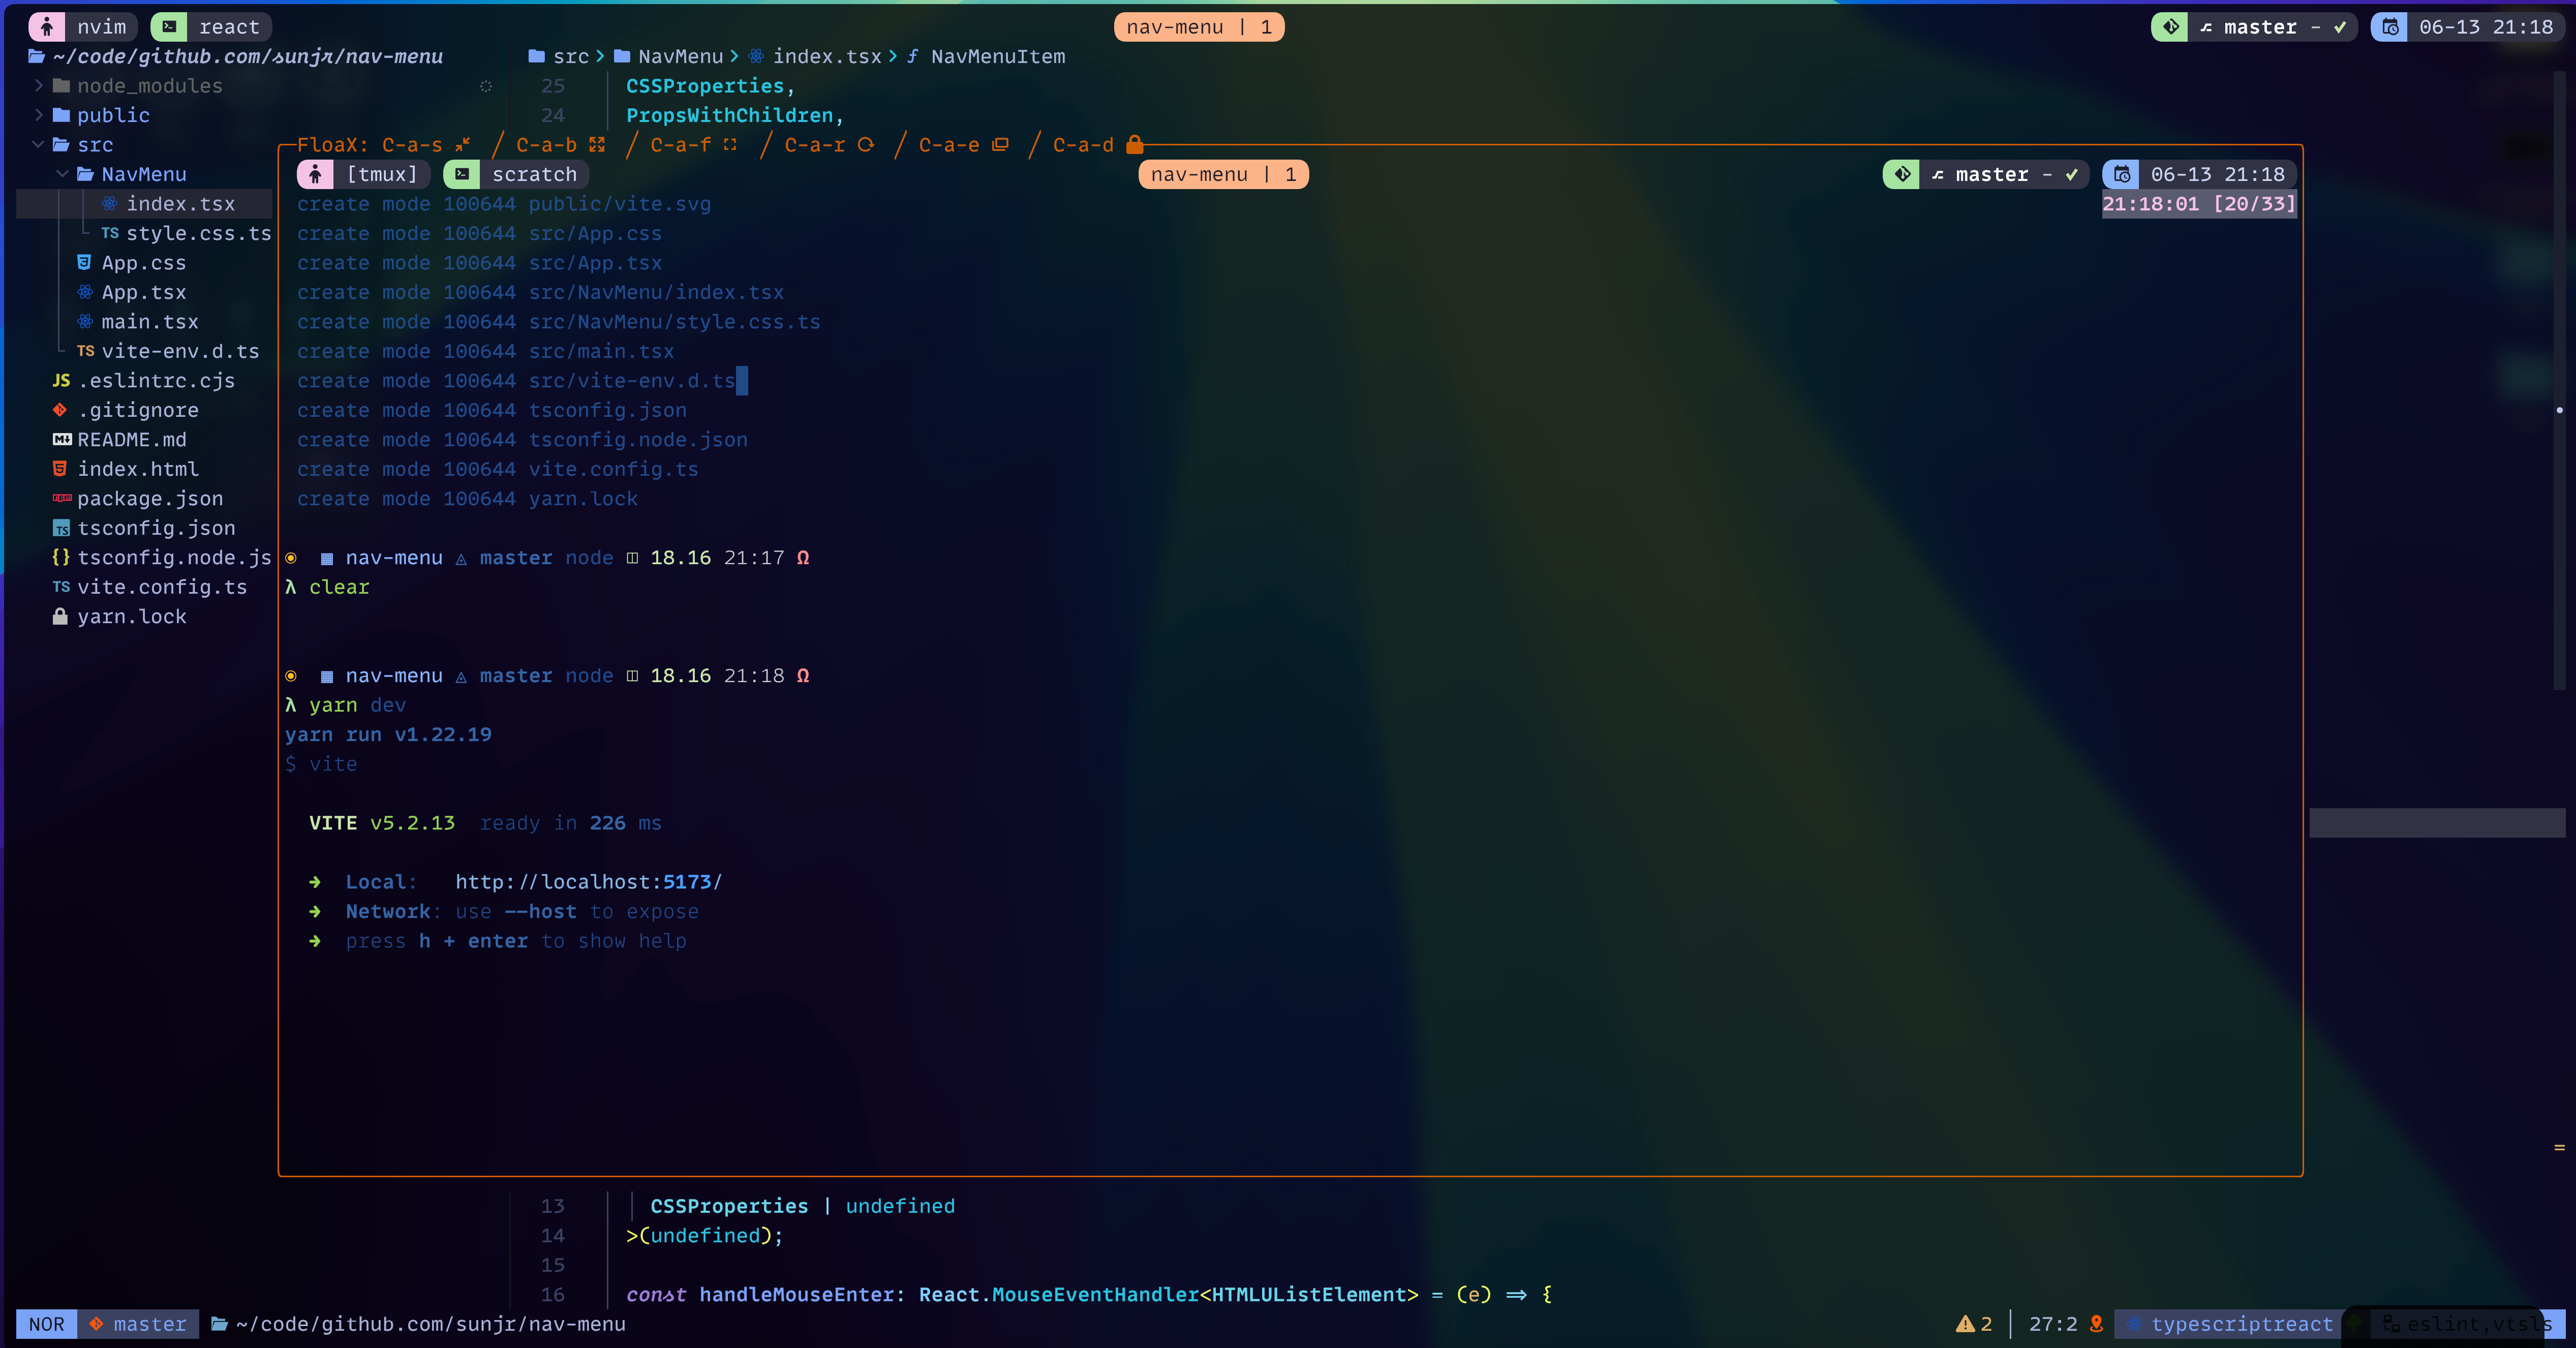 nvim react nav-menu | 1 master - ✓ 06-13 21:18
~/code/github.com/sunjr/nav-menu src > NavMenu > index.tsx > f NavMenuItem
node_modules 25 CSSProperties,
public 24 PropsWithChildren,
src
NavMenu
index.tsx
style.css.ts
App.css
App.tsx
main.tsx
vite-env.d.ts
.eslintrc.cjs
.gitignore
README.md
index.html
package.json
tsconfig.json
tsconfig.node.js
vite.config.ts
yarn.lock
FloaX: C-a-s / C-a-b / C-a-f / C-a-r / C-a-e / C-a-d
[tmux] scratch nav-menu | 1 master - ✓ 06-13 21:18
create mode 100644 public/vite.svg 21:18:01 [20/33]
create mode 100644 src/App.css
create mode 100644 src/App.tsx
create mode 100644 src/NavMenu/index.tsx
create mode 100644 src/NavMenu/style.css.ts
create mode 100644 src/main.tsx
create mode 100644 src/vite-env.d.ts
create mode 100644 tsconfig.json
create mode 100644 tsconfig.node.json
create mode 100644 vite.config.ts
create mode 100644 yarn.lock
nav-menu master node 18.16 21:17 Ω
λ clear
nav-menu master node 18.16 21:18 Ω
λ yarn dev
yarn run v1.22.19
$ vite
VITE v5.2.13 ready in 226 ms
➜ Local: http://localhost:5173/
➜ Network: use --host to expose
➜ press h + enter to show help
13 CSSProperties | undefined
14 >(undefined);
15
16 const handleMouseEnter: React.MouseEventHandler<HTMLUListElement> = (e) => {
NOR master ~/code/github.com/sunjr/nav-menu 2 27:2 typescriptreact eslint,vtsls